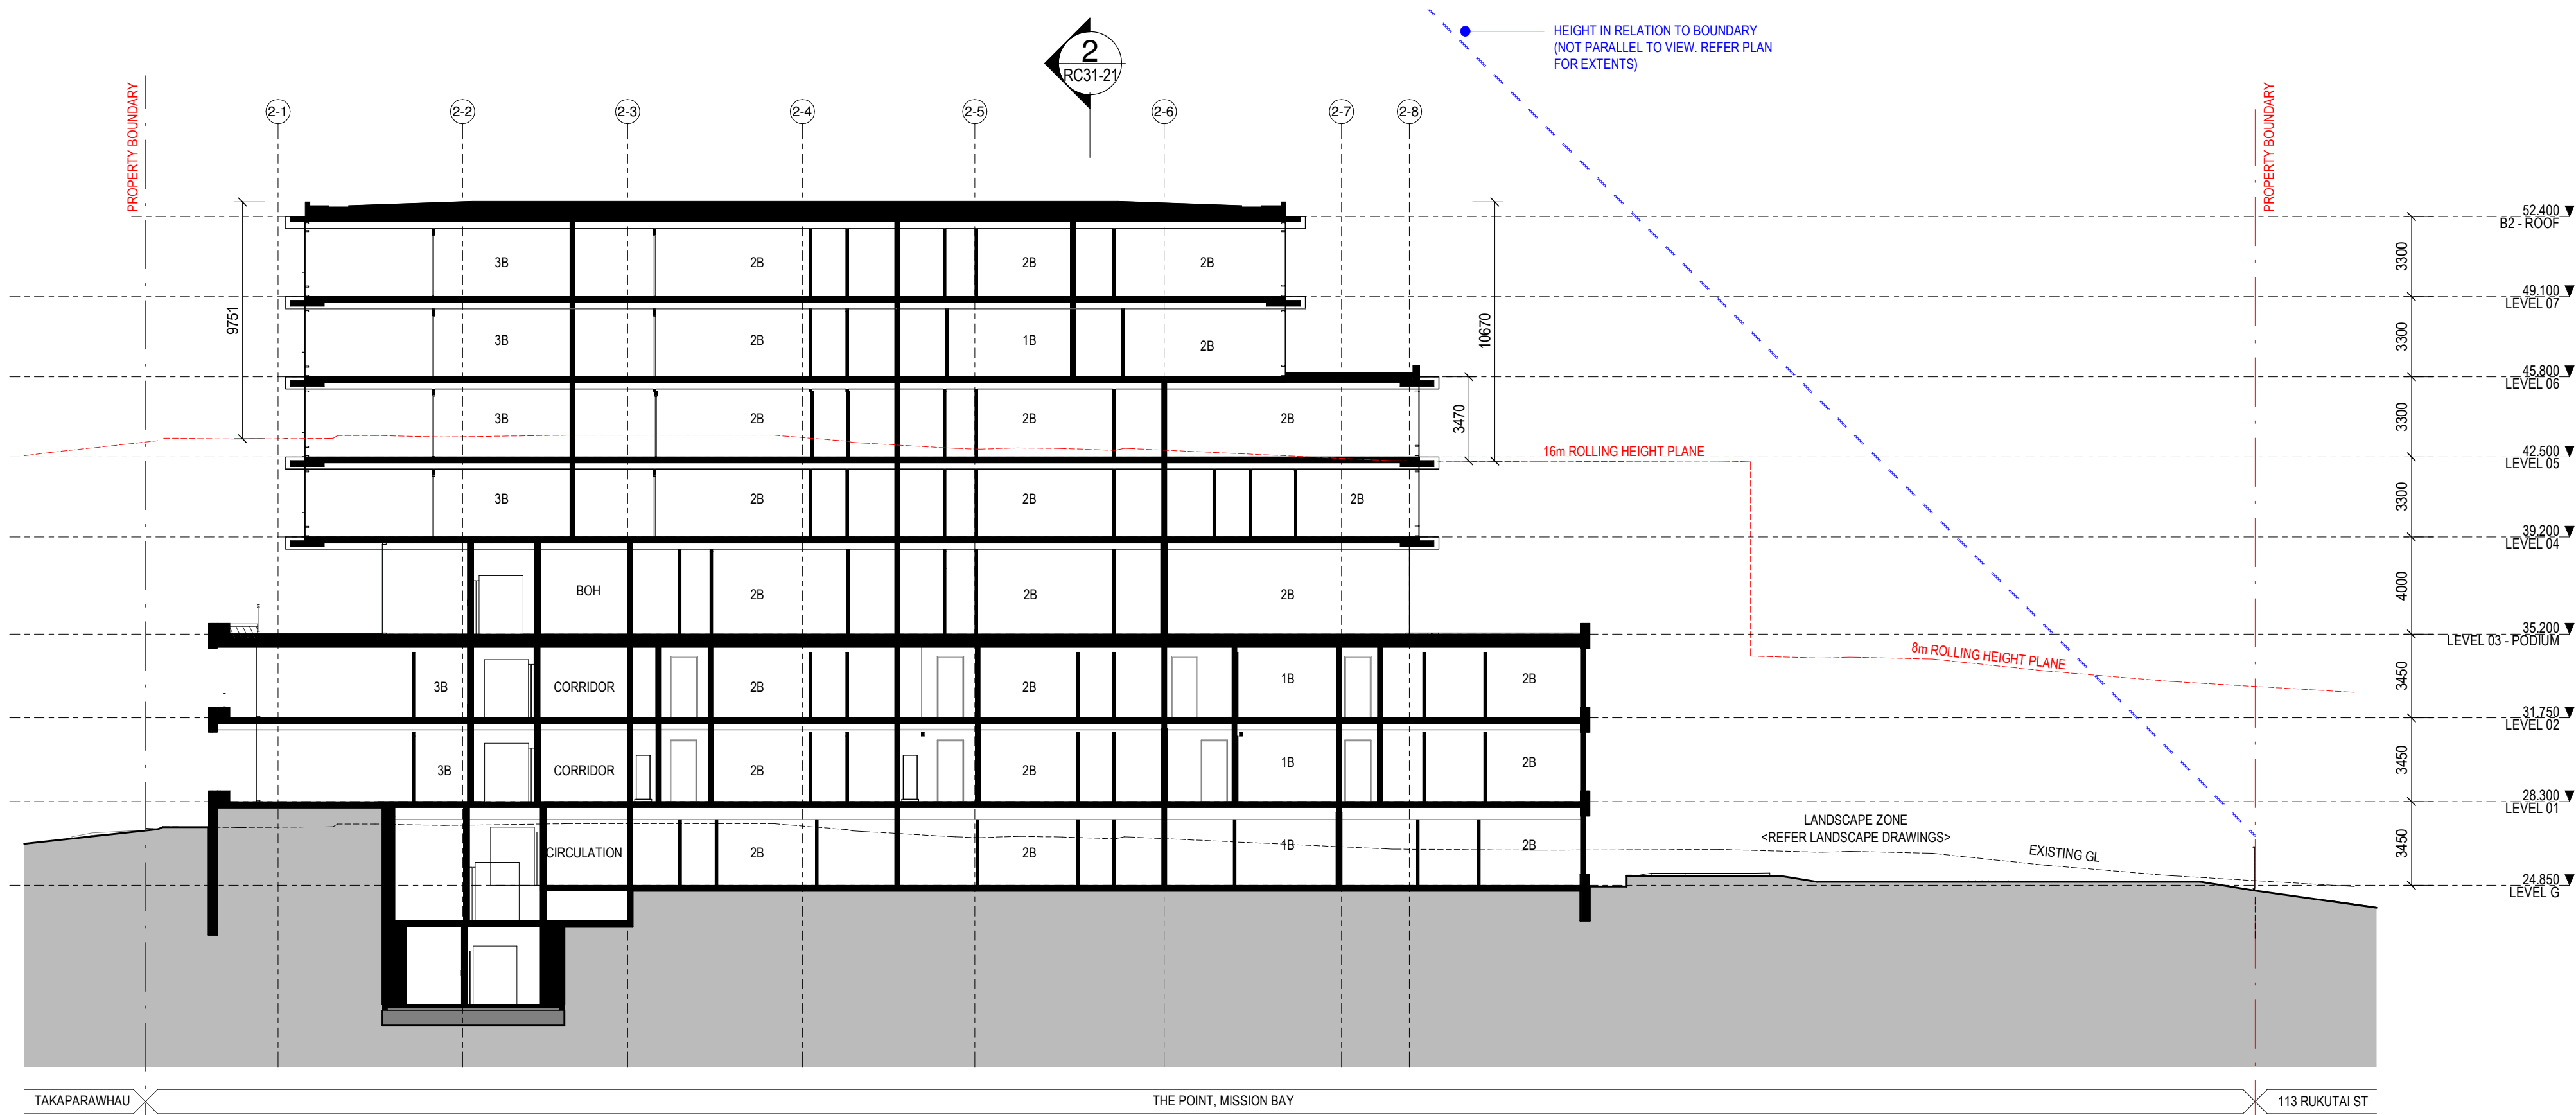 HEIGHT IN RELATION TO BOUNDARY
(NOT PARALLEL TO VIEW. REFER PLAN
FOR EXTENTS)
2
RC31-21
PROPERTY BOUNDARY
PROPERTY BOUNDARY
2-1
2-2
2-3
2-4
2-5
2-6
2-7
2-8
52.400
B2 - ROOF
3B
2B
2B
2B
3300
49.100
LEVEL 07
9751
10670
3B
2B
1B
2B
3300
45.800
LEVEL 06
3B
2B
2B
2B
3470
3300
16m ROLLING HEIGHT PLANE
42.500
LEVEL 05
3B
2B
2B
2B
3300
39.200
LEVEL 04
BOH
2B
2B
2B
4000
35.200
LEVEL 03 - PODIUM
8m ROLLING HEIGHT PLANE
3B
CORRIDOR
2B
2B
1B
2B
3450
31.750
LEVEL 02
3B
CORRIDOR
2B
2B
1B
2B
3450
28.300
LEVEL 01
LANDSCAPE ZONE
<REFER LANDSCAPE DRAWINGS>
CIRCULATION
2B
2B
1B
2B
EXISTING GL
3450
24.850
LEVEL G
TAKAPARAWHAU
THE POINT, MISSION BAY
113 RUKUTAI ST